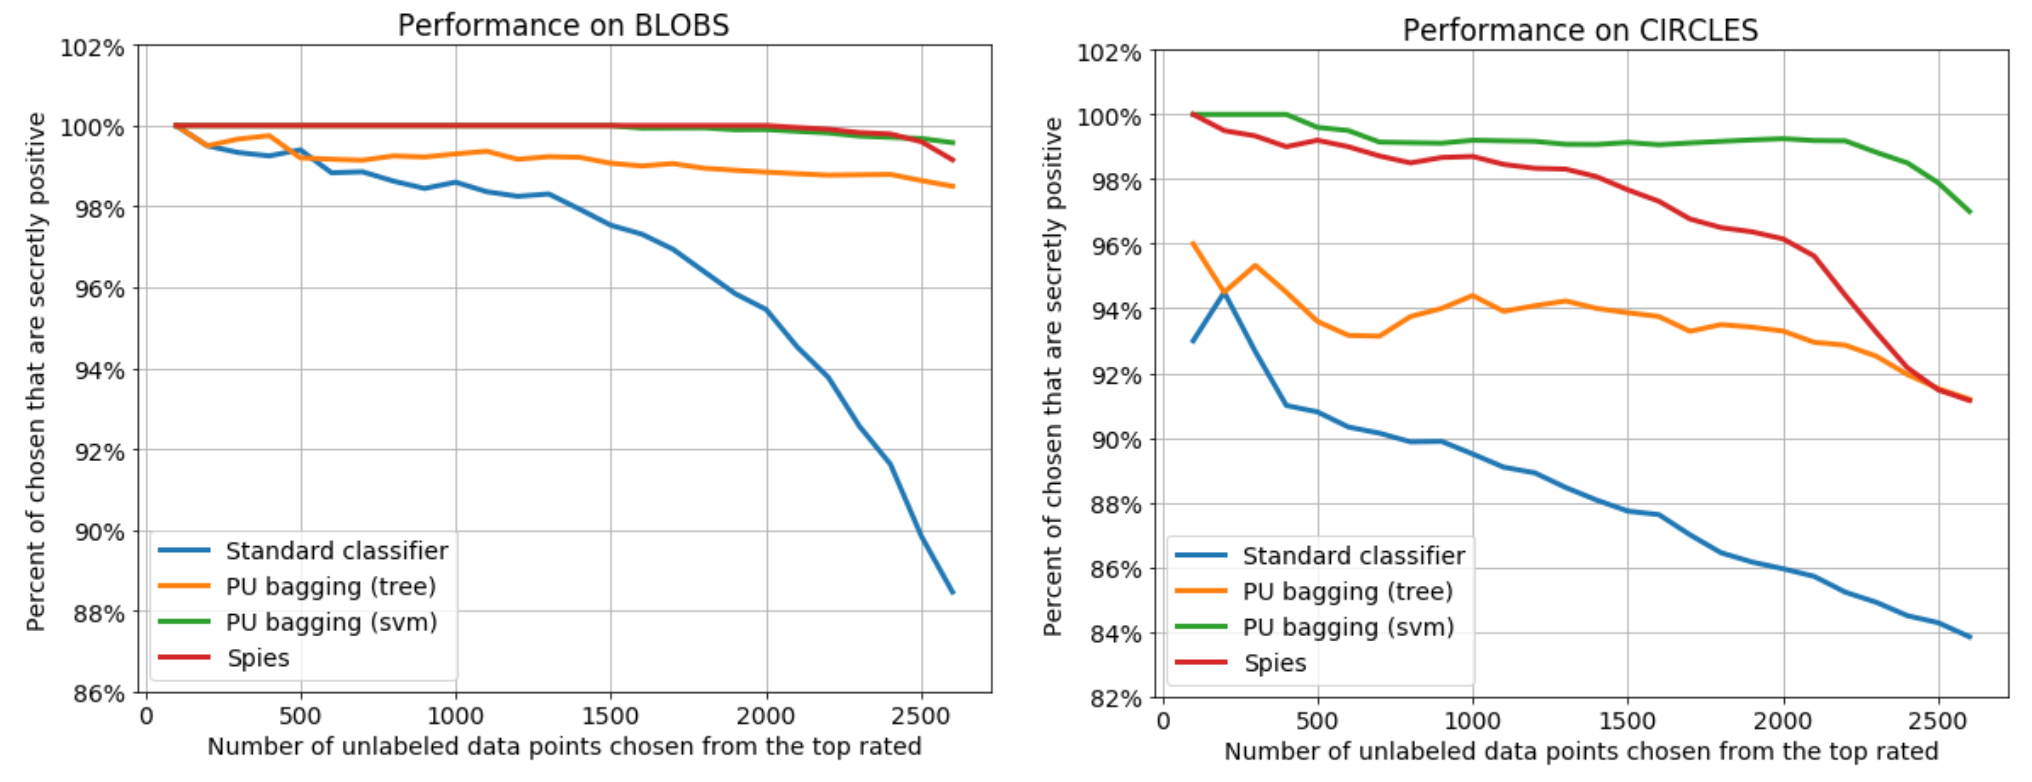 Performance on BLOBS
102%
100%
98%
96%
94%
92%
90%
88%
86%
Percent of chosen that are secretly positive
Standard classifier
PU bagging (tree)
PU bagging (svm)
Spies
0 500 1000 1500 2000 2500
Number of unlabeled data points chosen from the top rated
Performance on CIRCLES
102%
100%
98%
96%
94%
92%
90%
88%
86%
84%
82%
Percent of chosen that are secretly positive
Standard classifier
PU bagging (tree)
PU bagging (svm)
Spies
0 500 1000 1500 2000 2500
Number of unlabeled data points chosen from the top rated